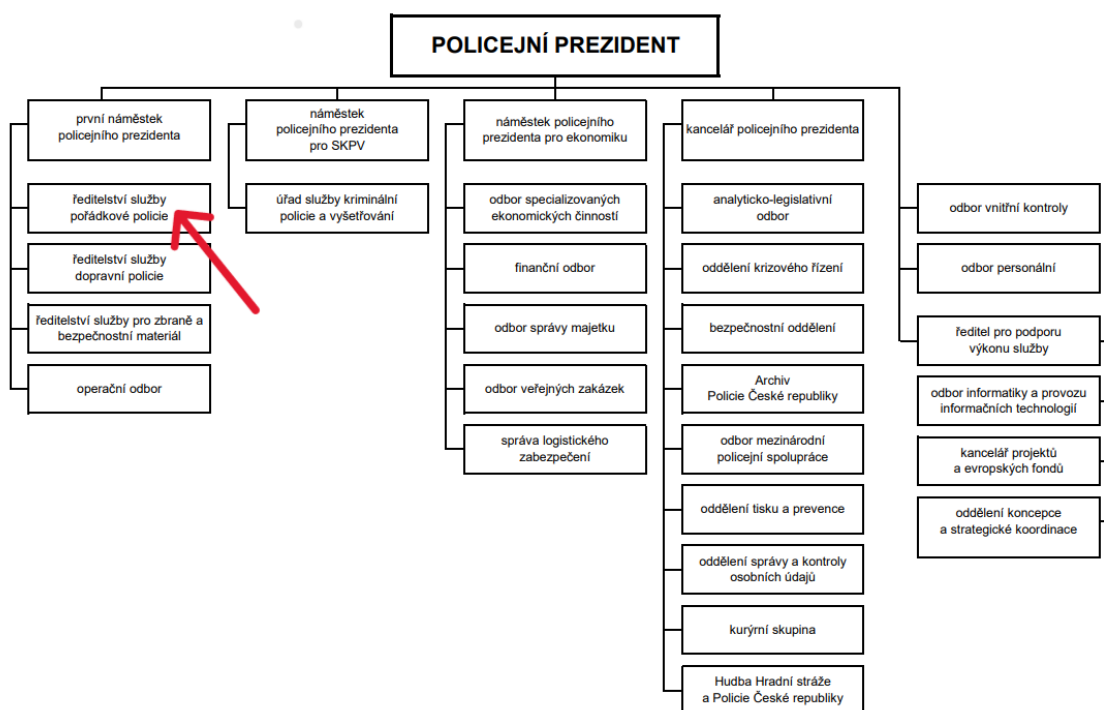 POLICEJNÍ PREZIDENT
první náměstek
policejního prezidenta
ředitelství služby
pořádkové policie
ředitelství služby
dopravní policie
ředitelství služby pro zbraně a
bezpečnostní materiál
operační odbor
náměstek
policejního prezidenta
pro SKPV
úřad služby kriminální
policie a vyšetřování
náměstek policejního
prezidenta pro ekonomiku
odbor specializovaných
ekonomických činností
finanční odbor
odbor správy majetku
odbor veřejných zakázek
správa logistického
zabezpečení
kancelář policejního prezidenta
analyticko-legislativní
odbor
oddělení krizového řízení
bezpečnostní oddělení
Archiv
Policie České republiky
odbor mezinárodní
policejní spolupráce
oddělení tisku a prevence
oddělení správy a kontroly
osobních údajů
kurýrní skupina
Hudba Hradní stráže
a Policie České republiky
odbor vnitřní kontroly
odbor personální
ředitel pro podporu
výkonu služby
odbor informatiky a provozu
informačních technologií
kancelář projektů
a evropských fondů
oddělení koncepce
a strategické koordinace